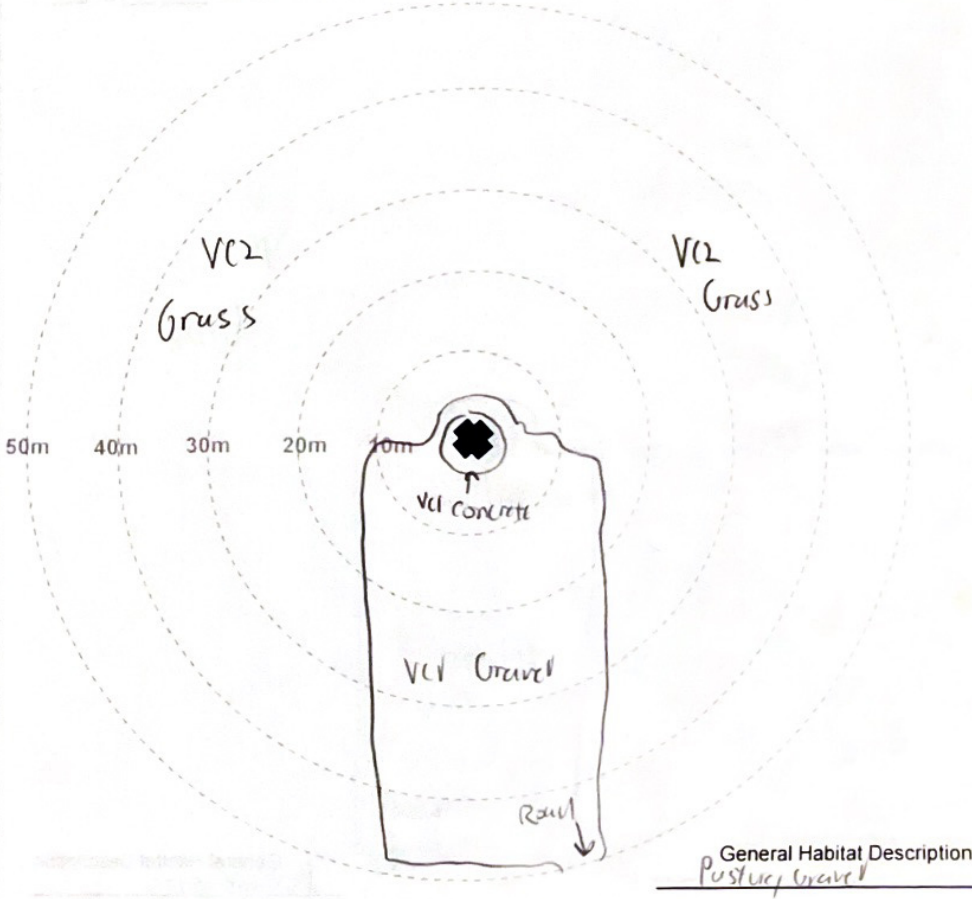 VC2
Grass
VC2
Grass
50m 40m 30m 20m 10m
VC1 Concrete
VC1 Gravel
Road
General Habitat Description
Pasture, Gravel